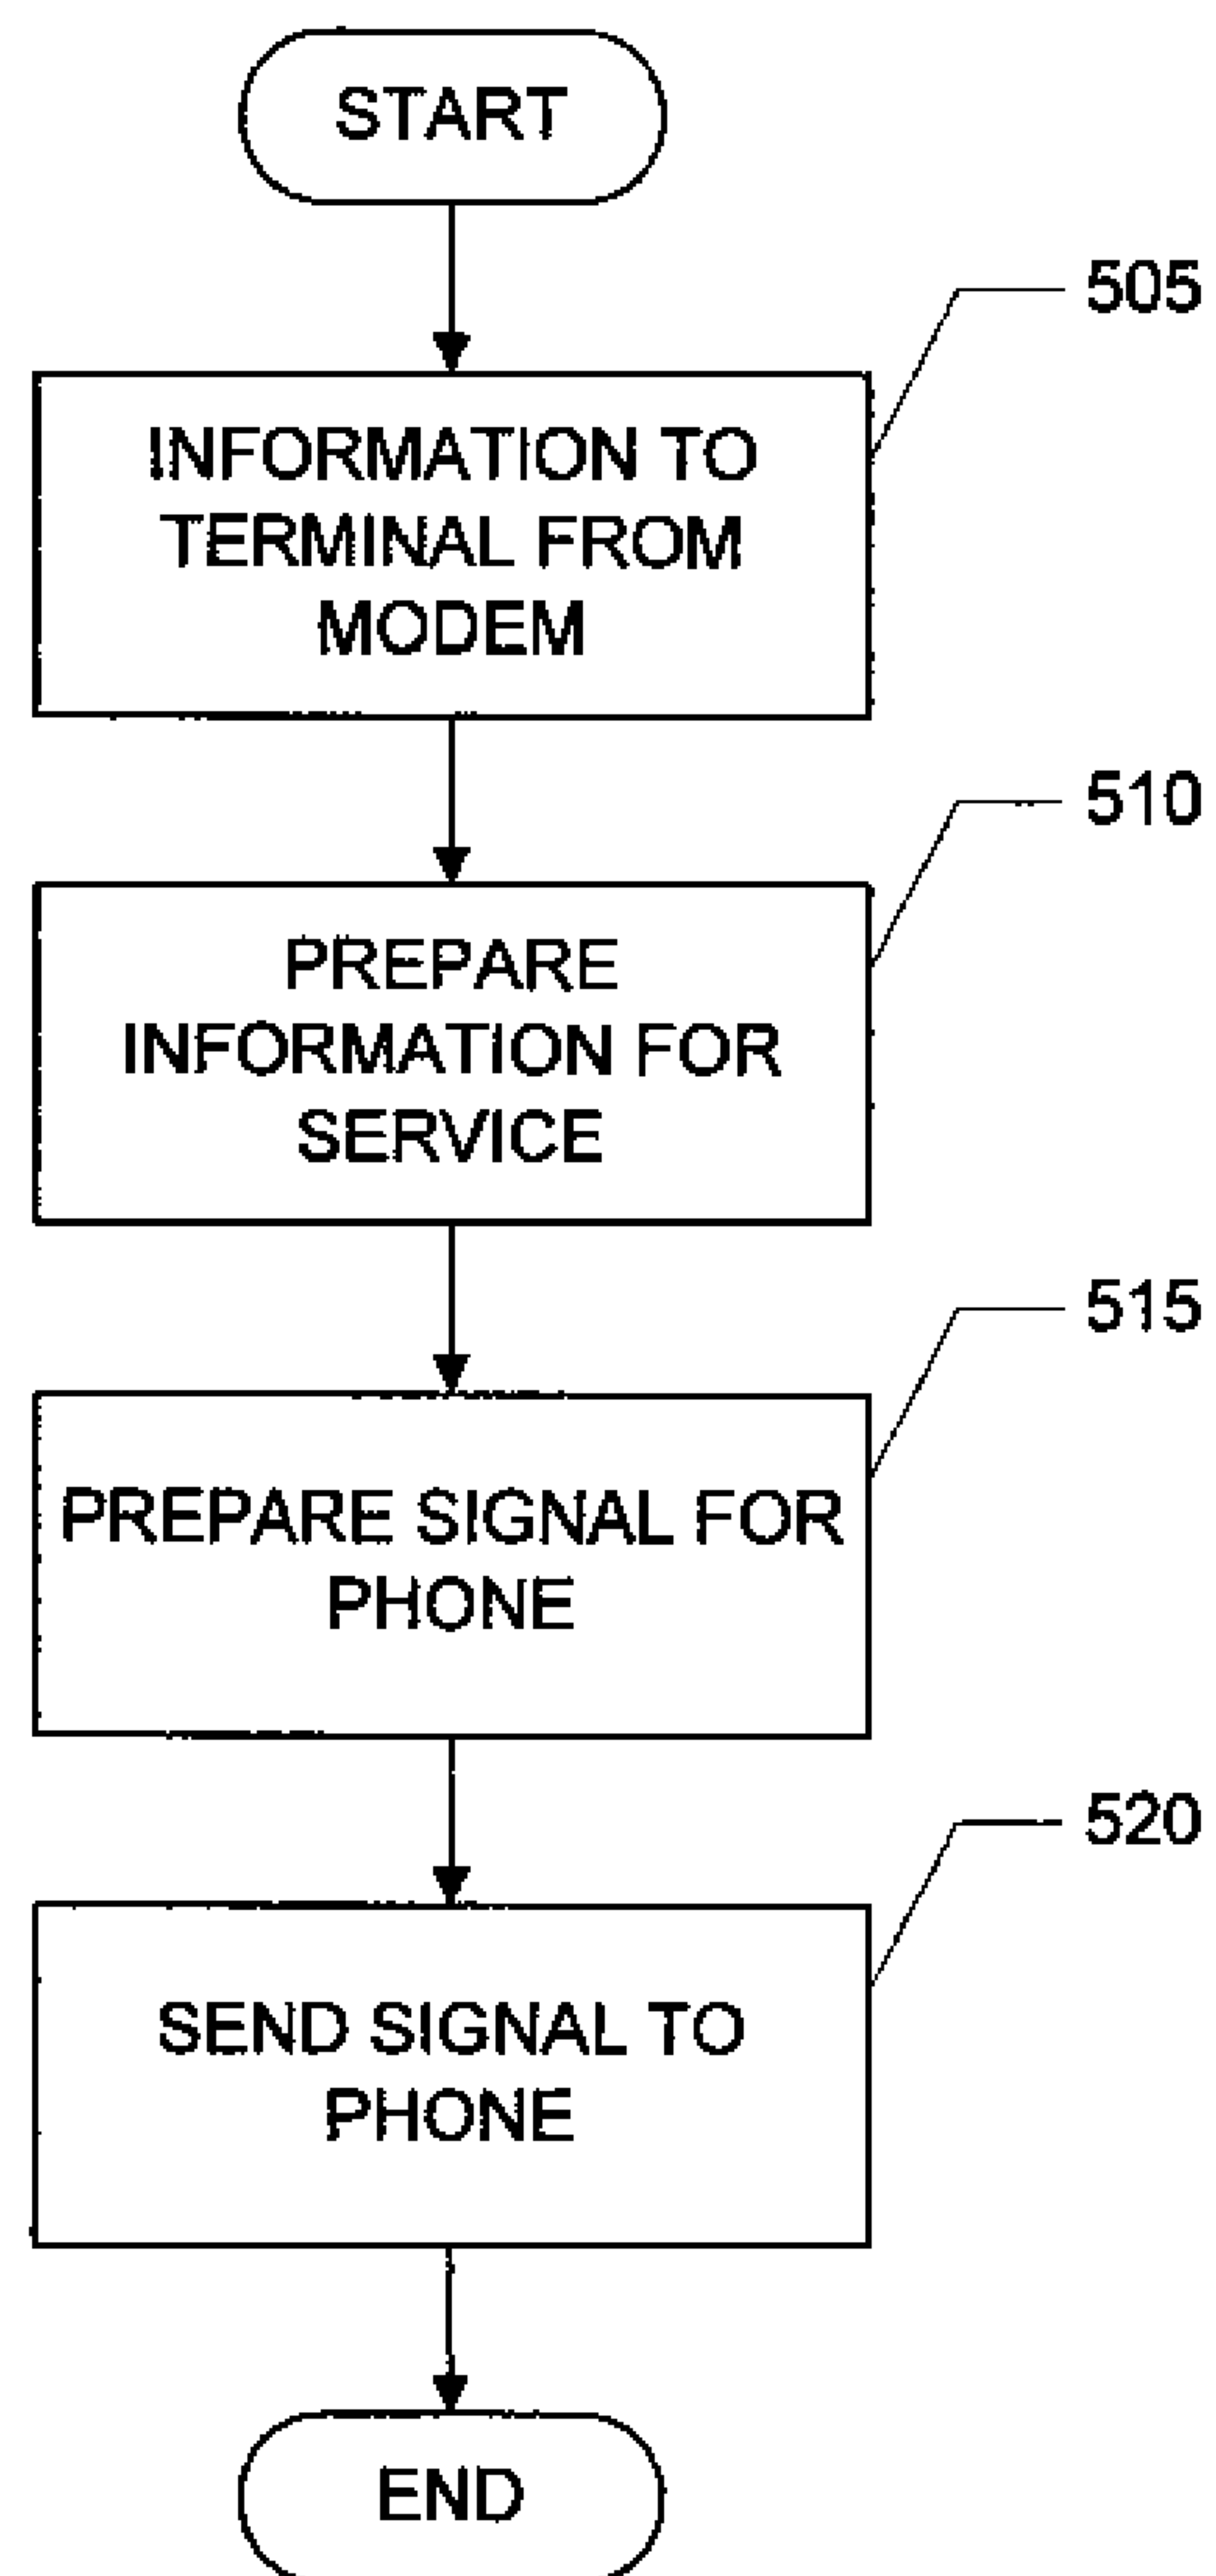 START
505
INFORMATION TO
TERMINAL FROM
MODEM
510
PREPARE
INFORMATION FOR
SERVICE
515
PREPARE SIGNAL FOR
PHONE
520
SEND SIGNAL TO
PHONE
END